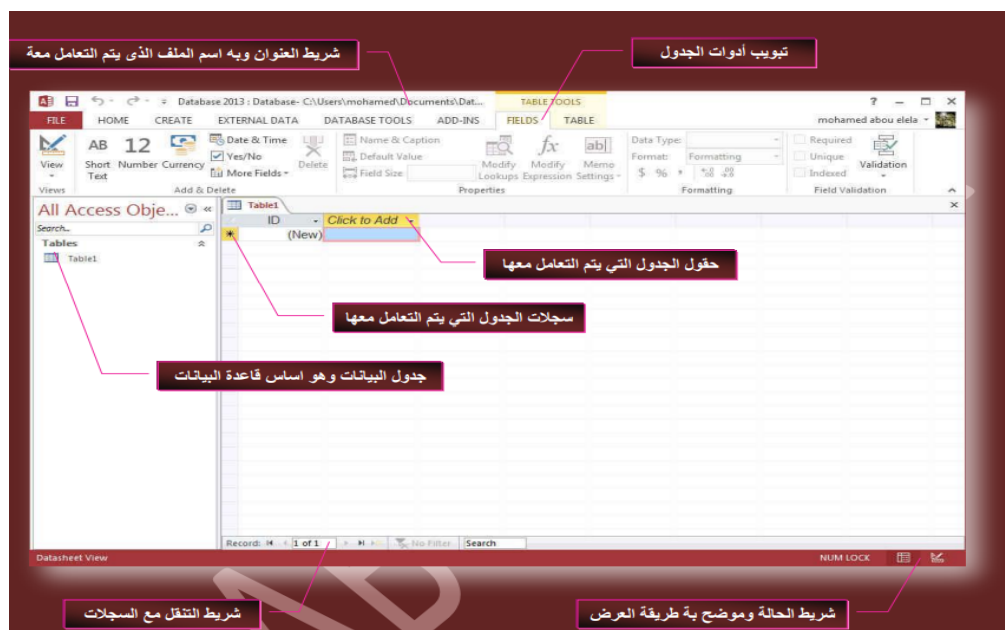 تبويب أدوات الجدول
شريط العنوان وبه اسم الملف الذى يتم التعامل معة
Database 2013 : Database- C:\Users\mohamed\Documents\Dat... TABLE TOOLS
FILE HOME CREATE EXTERNAL DATA DATABASE TOOLS ADD-INS FIELDS TABLE mohamed abou elela
View
Views
AB Short Text
12 Number
Currency
Date & Time
Yes/No
More Fields
Delete
Add & Delete
Name & Caption
Default Value
Field Size
Modify Lookups
fx Modify Expression
ab Memo Settings
Properties
Data Type:
Format: Formatting
$ %
Formatting
Required
Unique
Indexed
Validation
Field Validation
All Access Obje...
Search...
Tables
Table1
Table1
ID Click to Add
(New)
حقول الجدول التي يتم التعامل معها
سجلات الجدول التي يتم التعامل معها
جدول البيانات وهو اساس قاعدة البيانات
Record: 1 of 1 No Filter Search
Datasheet View NUM LOCK
شريط الحالة وموضح بة طريقة العرض
شريط التنقل مع السجلات